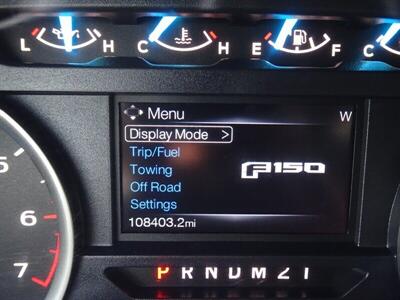 L H C H E F C
Menu W
Display Mode >
Trip/Fuel
Towing F150
Off Road
Settings
108403.2mi
5
6
7
P R N D M 2 1